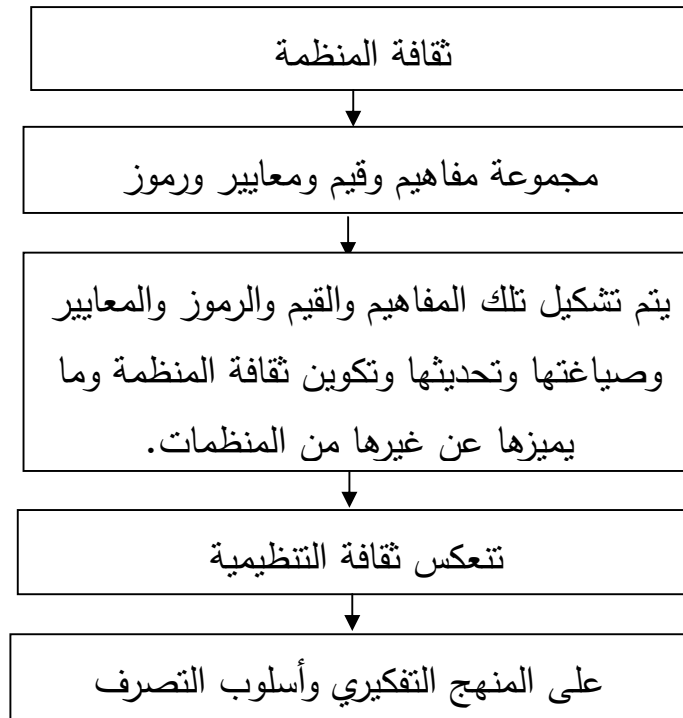 ثقافة المنظمة
مجموعة مفاهيم وقيم ومعايير ورموز
يتم تشكيل تلك المفاهيم والقيم والرموز والمعايير
وصياغتها وتحديثها وتكوين ثقافة المنظمة وما
يميزها عن غيرها من المنظمات.
تنعكس ثقافة التنظيمية
على المنهج التفكيري وأسلوب التصرف